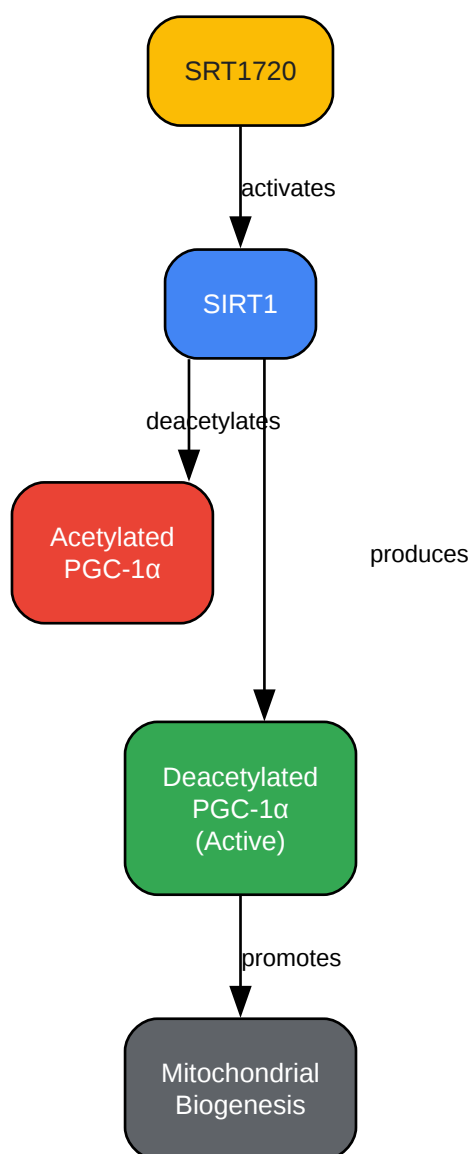 SRT1720
activates
SIRT1
deacetylates
Acetylated
PGC-1α
produces
Deacetylated
PGC-1α
(Active)
promotes
Mitochondrial
Biogenesis